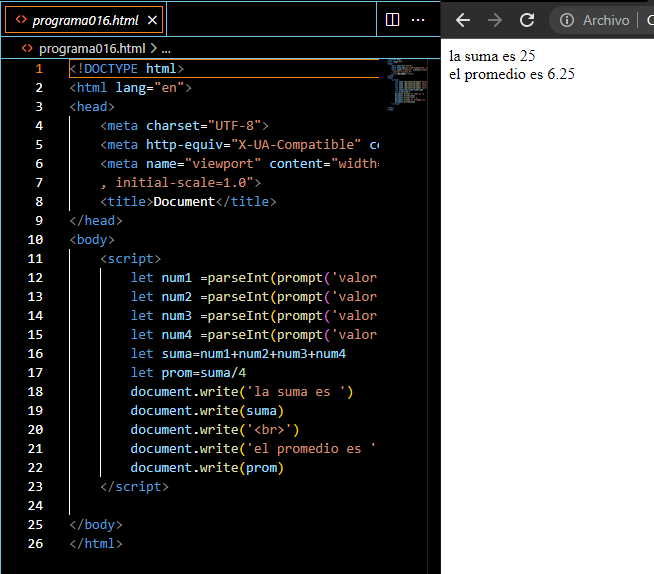 programa016.html
Archivo
programa016.html > ...
1 <!DOCTYPE html>
2 <html lang="en">
3 <head>
4 <meta charset="UTF-8">
5 <meta http-equiv="X-UA-Compatible"
6 <meta name="viewport" content="width
7 , initial-scale=1.0">
8 <title>Document</title>
9 </head>
10 <body>
11 <script>
12 let num1 =parseInt(prompt('valor
13 let num2 =parseInt(prompt('valor
14 let num3 =parseInt(prompt('valor
15 let num4 =parseInt(prompt('valor
16 let suma=num1+num2+num3+num4
17 let prom=suma/4
18 document.write('la suma es ')
19 document.write(suma)
20 document.write('<br>')
21 document.write('el promedio es '
22 document.write(prom)
23 </script>
24
25 </body>
26 </html>
la suma es 25
el promedio es 6.25